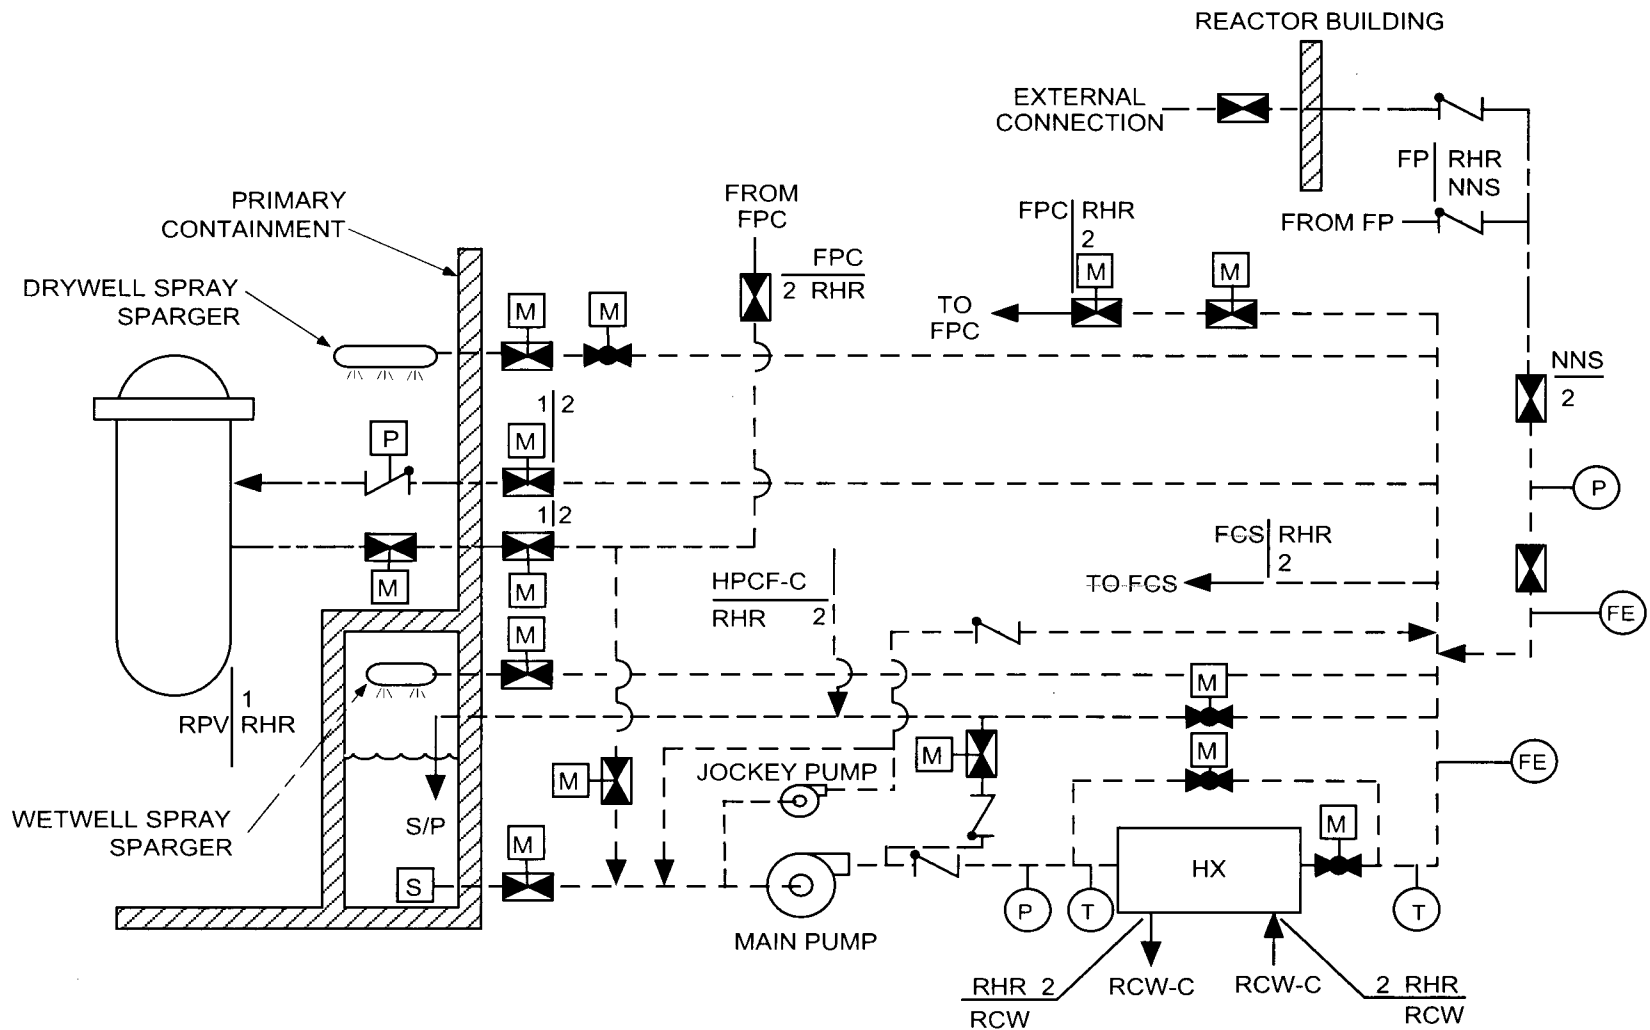 REACTOR BUILDING
EXTERNAL
CONNECTION
FP RHR
NNS
FROM FP
PRIMARY
CONTAINMENT
FROM
FPC
FPC RHR
2
FPC
2 RHR
M
M
DRYWELL SPRAY
SPARGER
M
M
TO
FPC
NNS
2
1 2
P
M
P
1 2
FCS RHR
2
M
M
HPCF-C
RHR 2
TO FCS
FE
M
M
1
RPV RHR
M
M
M
JOCKEY PUMP
FE
WETWELL SPRAY
SPARGER
S/P
M
M
HX
S
P
T
T
MAIN PUMP
RHR 2
RCW
RCW-C
RCW-C
2 RHR
RCW